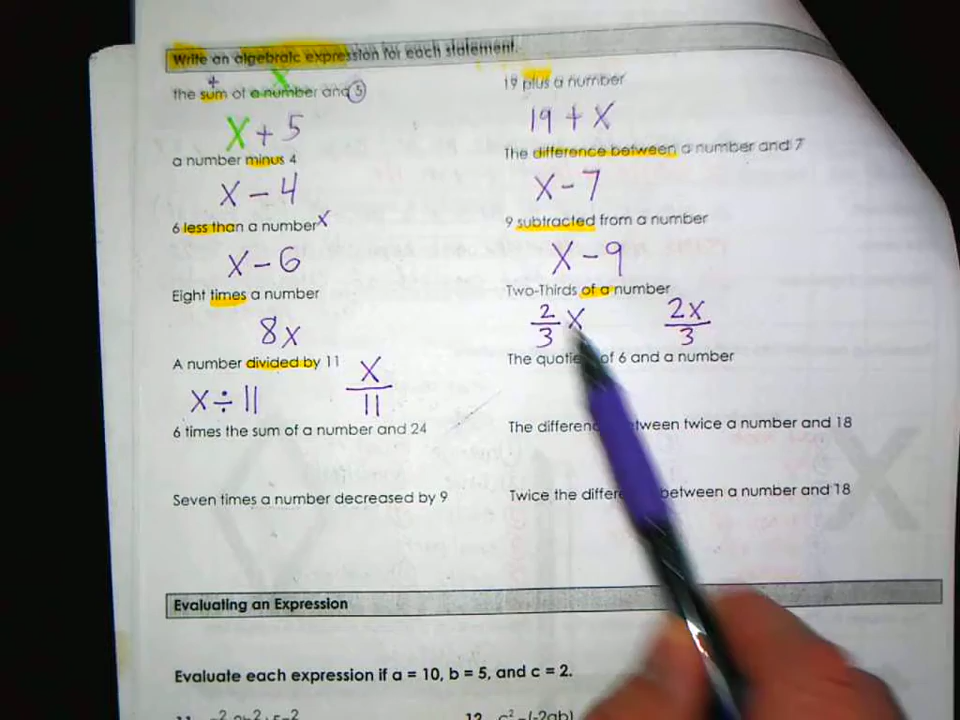 Write an algebraic expression for each statement.
+ x
the sum of a number and 5
x + 5
a number minus 4
x - 4
6 less than a number x
x - 6
Eight times a number
8x
A number divided by 11
x ÷ 11 x/11
6 times the sum of a number and 24
Seven times a number decreased by 9
19 plus a number
19 + x
The difference between a number and 7
x - 7
9 subtracted from a number
x - 9
Two-Thirds of a number
2/3 x 2x/3
The of 6 and a number
The twice a number and 18
Twice the between a number and 18
Evaluating an Expression
Evaluate each expression if a = 10, b = 5, and c = 2.
12